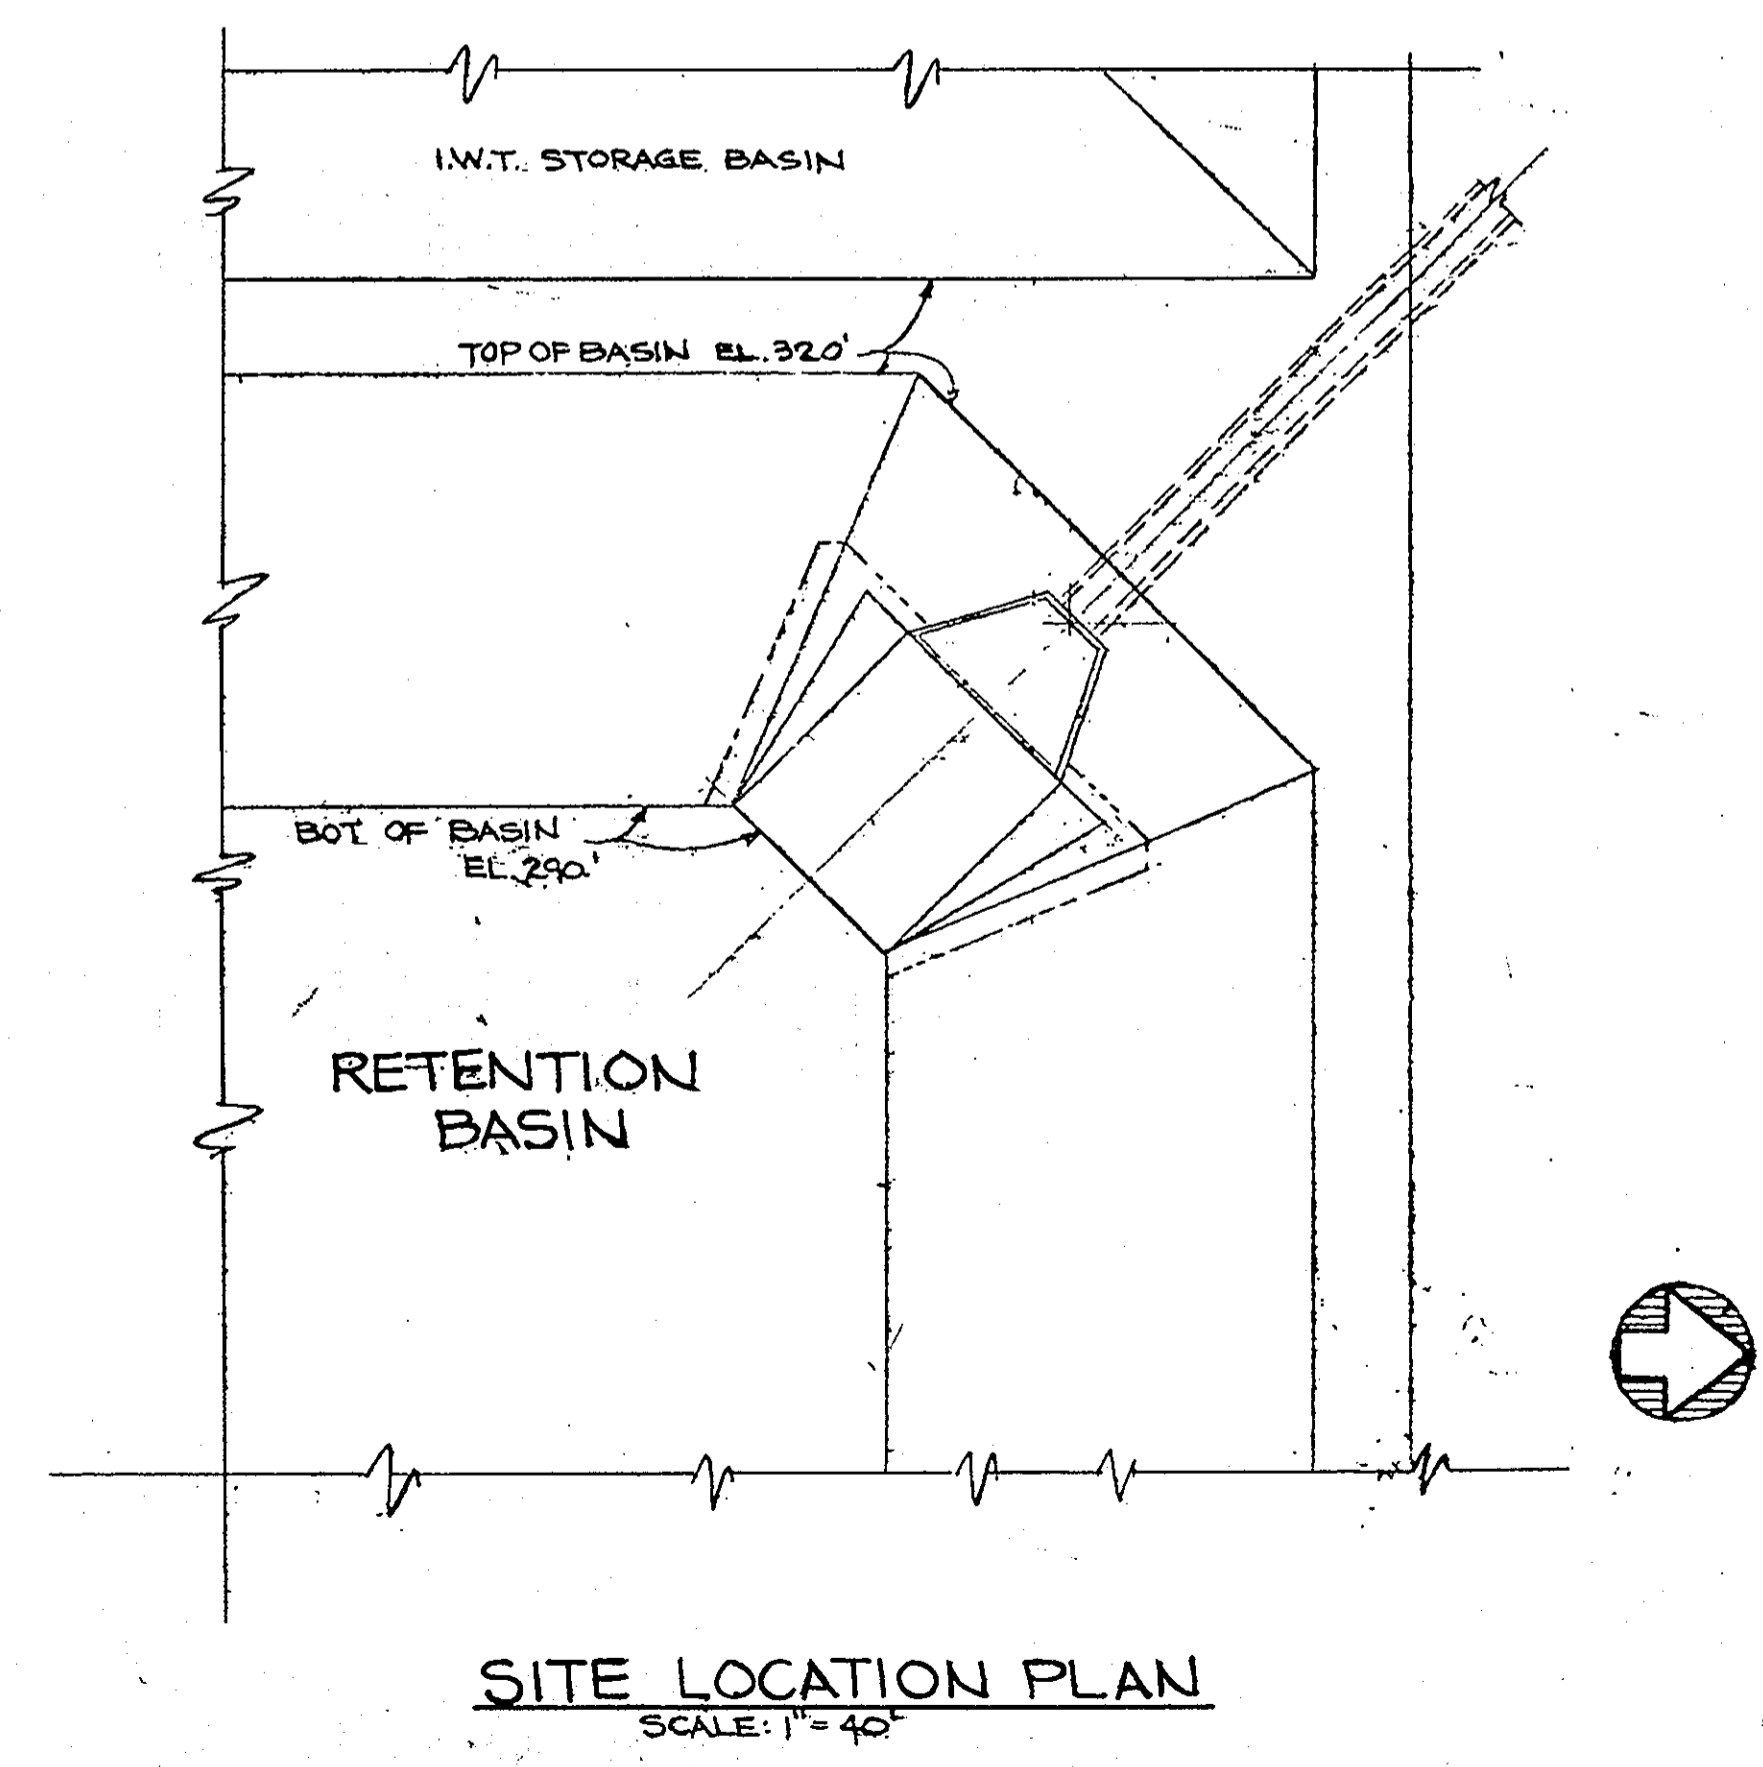 I.W.T. STORAGE BASIN
TOP OF BASIN EL. 320'
BOT. OF BASIN
EL. 290.'
RETENTION
BASIN
SITE LOCATION PLAN
SCALE: 1" = 40'